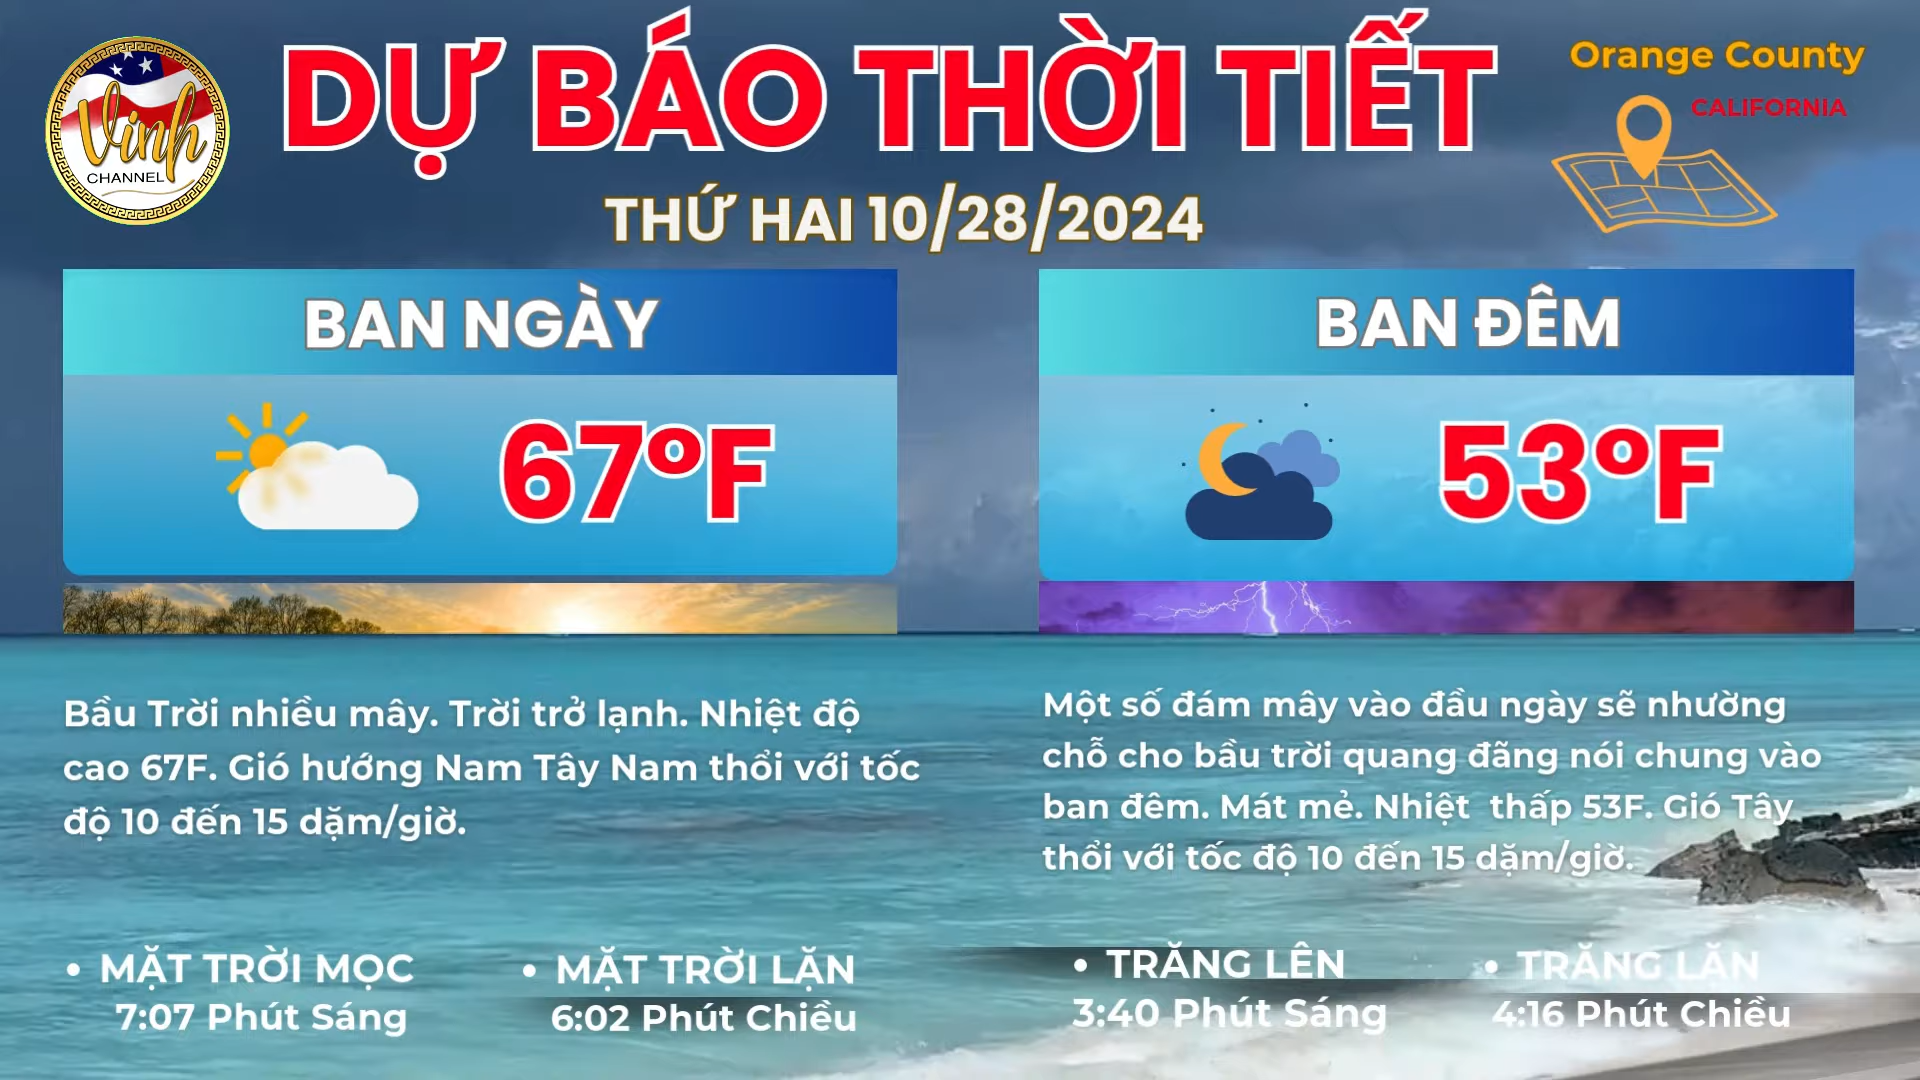 Vinh
CHANNEL
DỰ BÁO THỜI TIẾT
Orange County
CALIFORNIA
THỨ HAI 10/28/2024
BAN NGÀY
67°F
BAN ĐÊM
53°F
Bầu Trời nhiều mây. Trời trở lạnh. Nhiệt độ
cao 67F. Gió hướng Nam Tây Nam thổi với tốc
độ 10 đến 15 dặm/giờ.
Một số đám mây vào đầu ngày sẽ nhường
chỗ cho bầu trời quang đãng nói chung vào
ban đêm. Mát mẻ. Nhiệt thấp 53F. Gió Tây
thổi với tốc độ 10 đến 15 dặm/giờ.
• MẶT TRỜI MỌC
7:07 Phút Sáng
• MẶT TRỜI LẶN
6:02 Phút Chiều
• TRĂNG LÊN
3:40 Phút Sáng
• TRĂNG LẶN
4:16 Phút Chiều